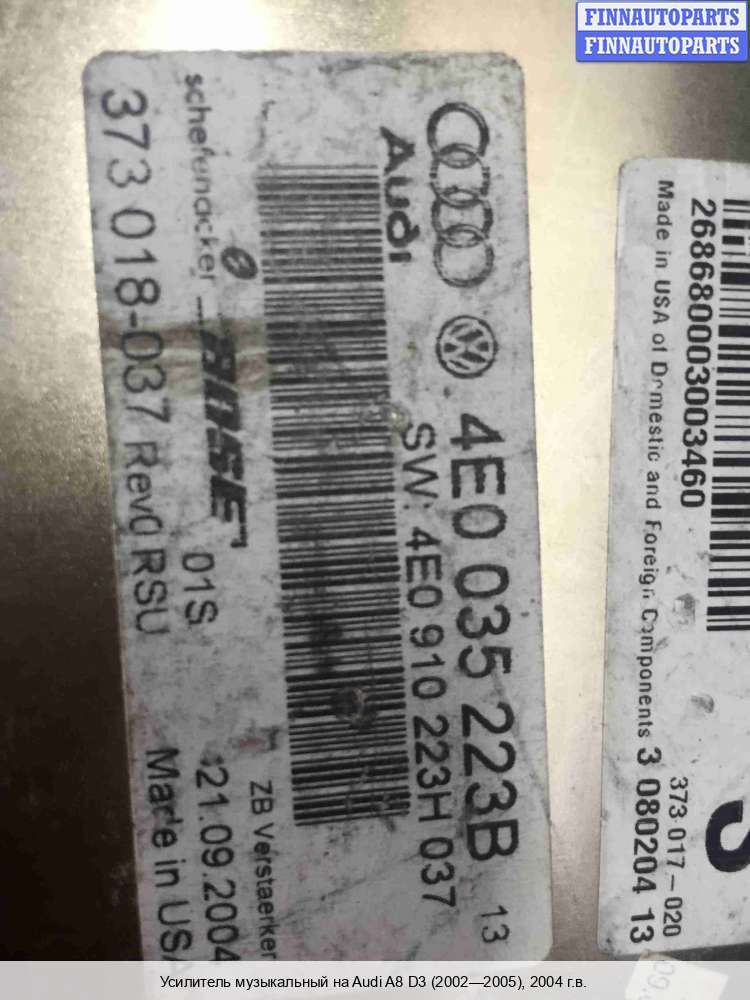 FINNAUTOPARTS
FINNAUTOPARTS
Audi
4E0 035 223B 13
SW: 4E0 910 223H 037
ZB Verstaerker
BOSE
01S
21.09.2004
schefenacker
373 018-037 Rev0 RSU
Made in USA
268680003003460
Made in USA of Domestic and Foreign Components
373 017-020
3 080204 13
Усилитель музыкальный на Audi A8 D3 (2002—2005), 2004 г.в.